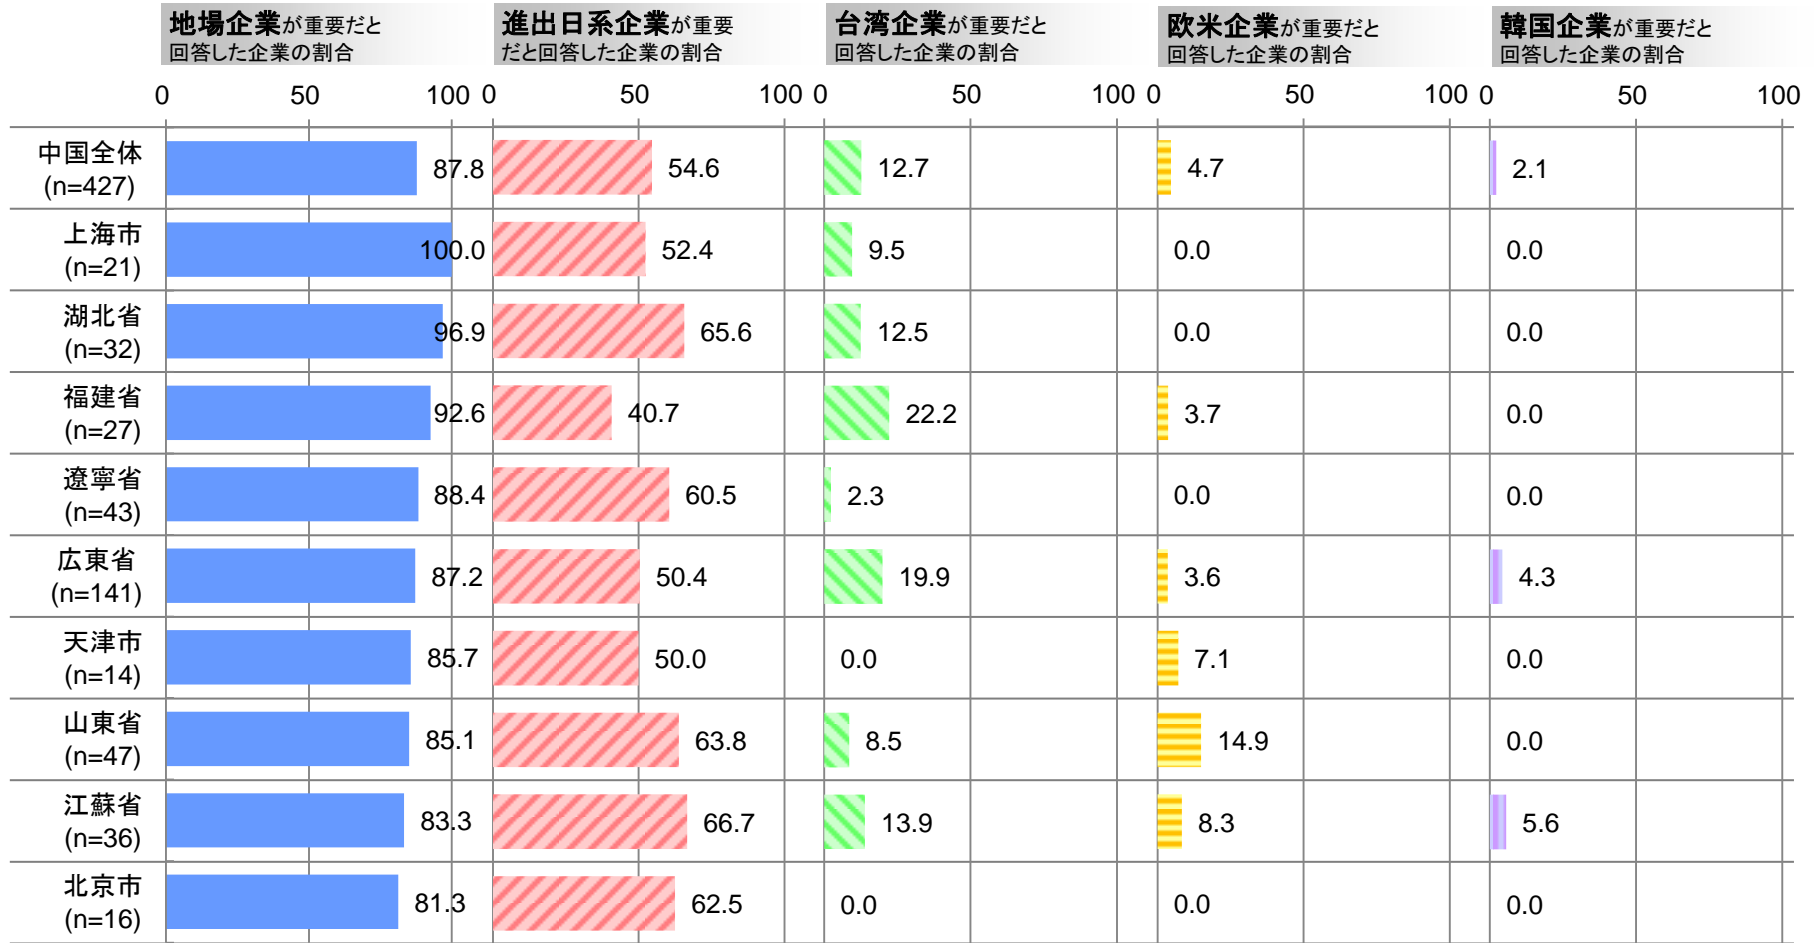 地場企業が重要だと
回答した企業の割合
進出日系企業が重要
だと回答した企業の割合
台湾企業が重要だと
回答した企業の割合
欧米企業が重要だと
回答した企業の割合
韓国企業が重要だと
回答した企業の割合
0 50 100 0 50 100 0 50 100 0 50 100 0 50 100
中国全体
(n=427)
87.8 54.6 12.7 4.7 2.1
上海市
(n=21)
100.0 52.4 9.5 0.0 0.0
湖北省
(n=32)
96.9 65.6 12.5 0.0 0.0
福建省
(n=27)
92.6 40.7 22.2 3.7 0.0
遼寧省
(n=43)
88.4 60.5 2.3 0.0 0.0
広東省
(n=141)
87.2 50.4 19.9 3.6 4.3
天津市
(n=14)
85.7 50.0 0.0 7.1 0.0
山東省
(n=47)
85.1 63.8 8.5 14.9 0.0
江蘇省
(n=36)
83.3 66.7 13.9 8.3 5.6
北京市
(n=16)
81.3 62.5 0.0 0.0 0.0